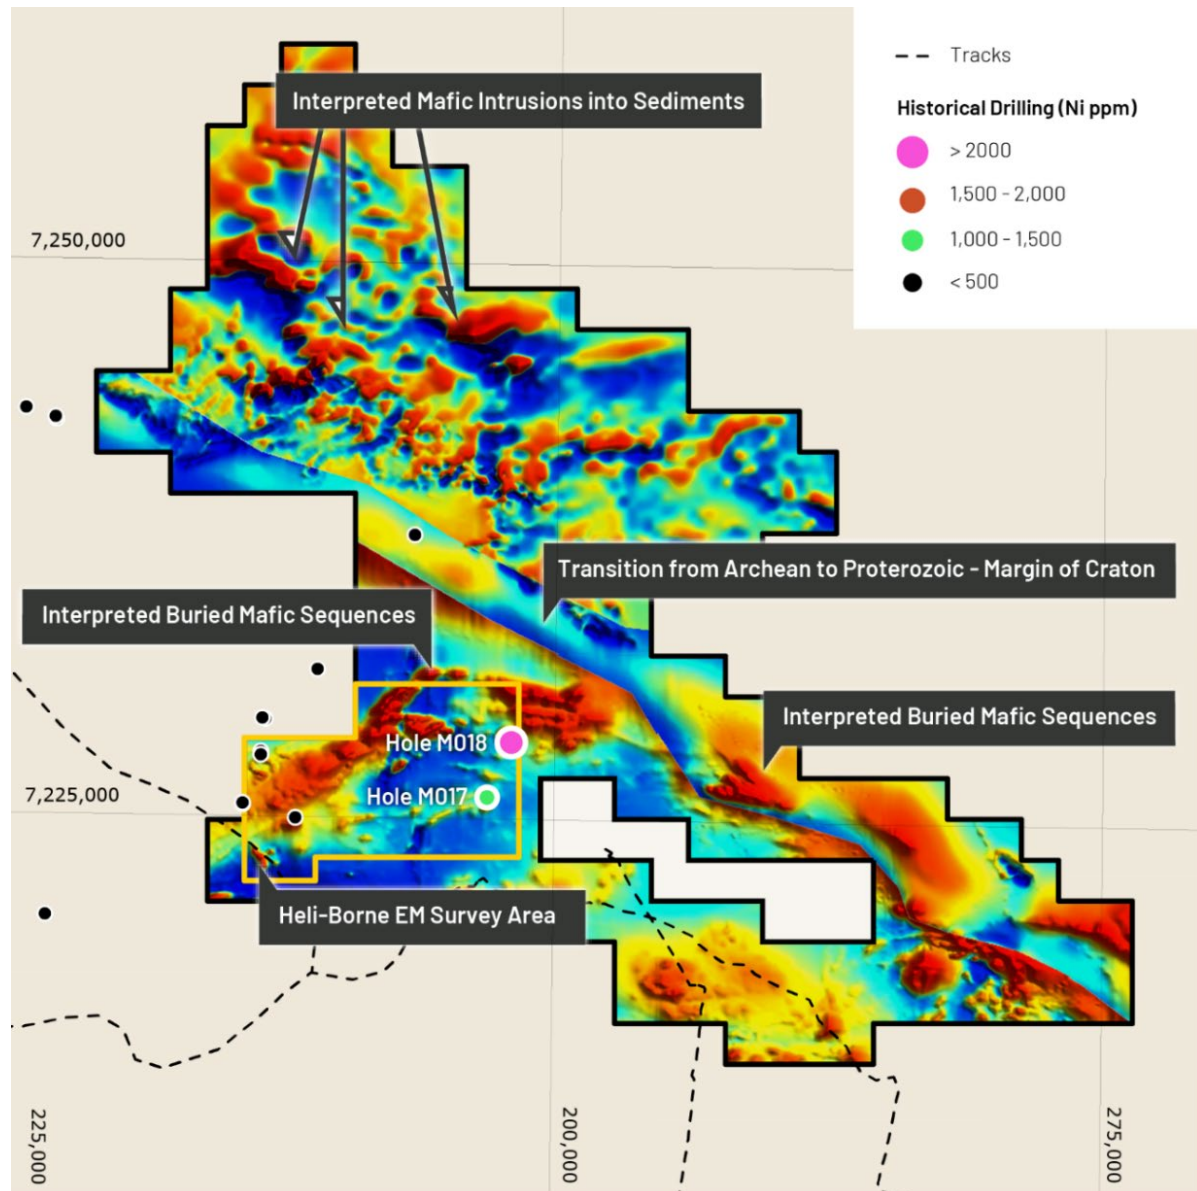 Tracks
Historical Drilling (Ni ppm)
> 2000
1,500 - 2,000
1,000 - 1,500
< 500
Interpreted Mafic Intrusions into Sediments
7,250,000
Transition from Archean to Proterozoic - Margin of Craton
Interpreted Buried Mafic Sequences
Interpreted Buried Mafic Sequences
Hole M018
Hole M017
7,225,000
Heli-Borne EM Survey Area
225,000
200,000
275,000